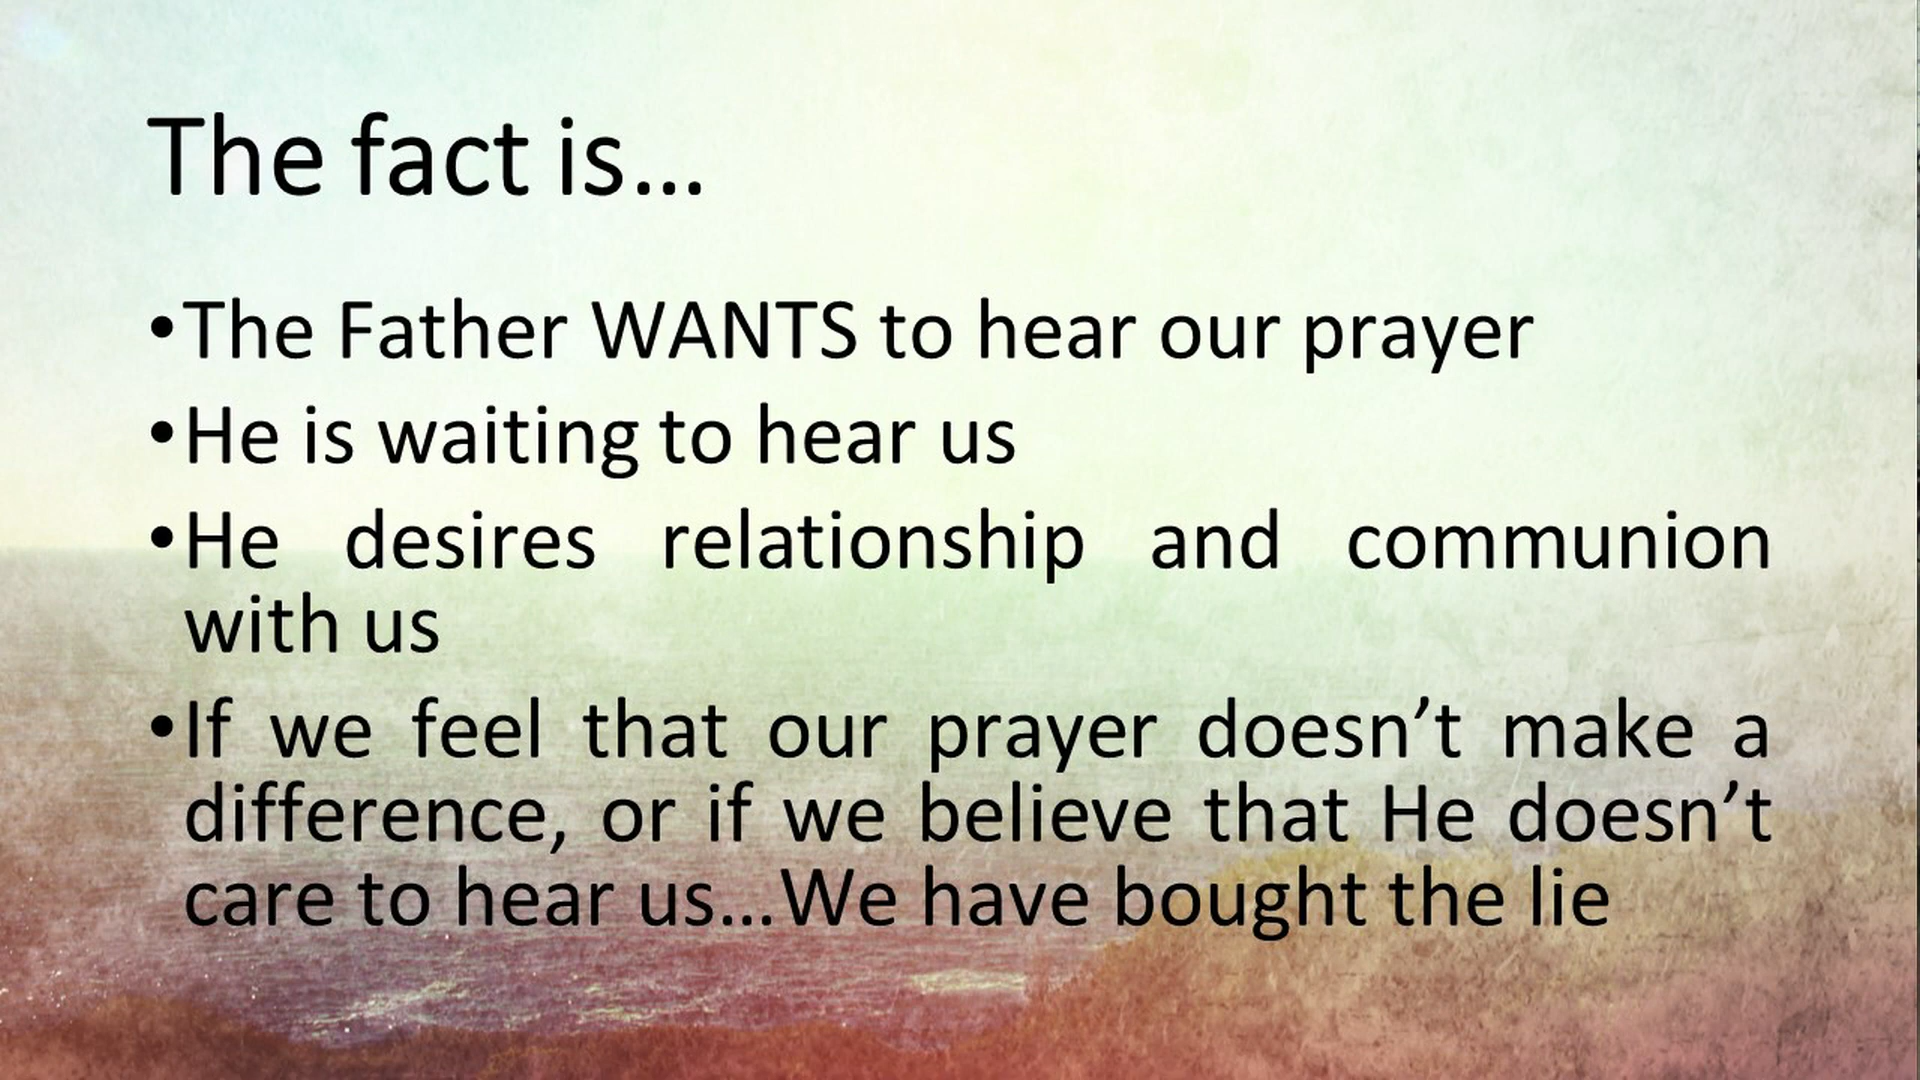 The fact is…
•The Father WANTS to hear our prayer
•He is waiting to hear us
•He desires relationship and communion
with us
•If we feel that our prayer doesn’t make a
difference, or if we believe that He doesn’t
care to hear us…We have bought the lie